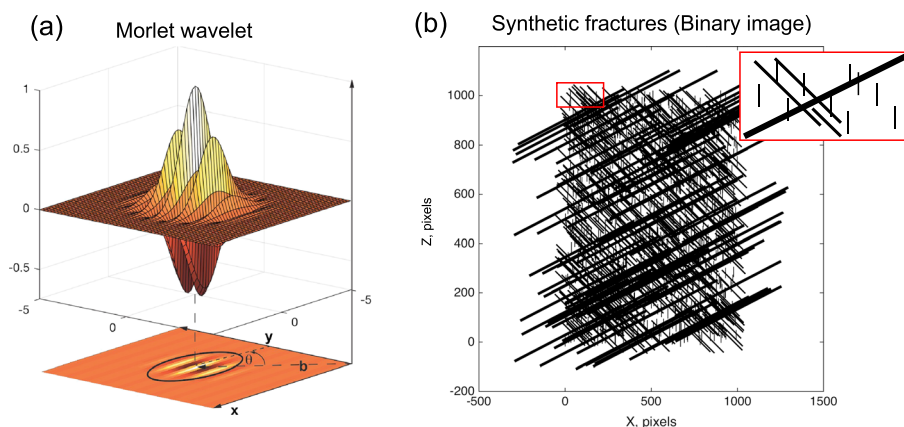 (a) Morlet wavelet
1
0.5
0
-0.5
-5
0
0
-5
5
y
θ
b
x
(b) Synthetic fractures (Binary image)
1000
800
600
400
200
0
-200
-500 0 500 1000 1500
Z, pixels
X, pixels